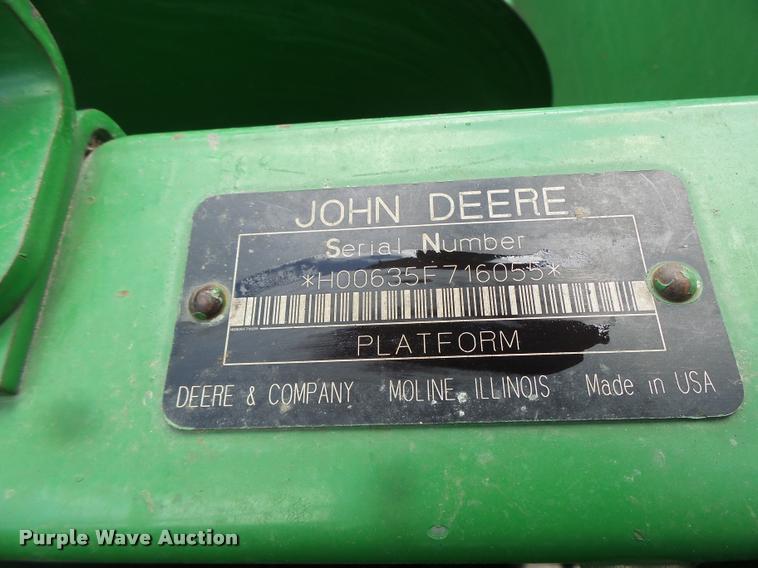 JOHN DEERE
Serial Number
*H00635F716055*
PLATFORM
DEERE & COMPANY MOLINE, ILLINOIS Made in USA
Purple Wave Auction